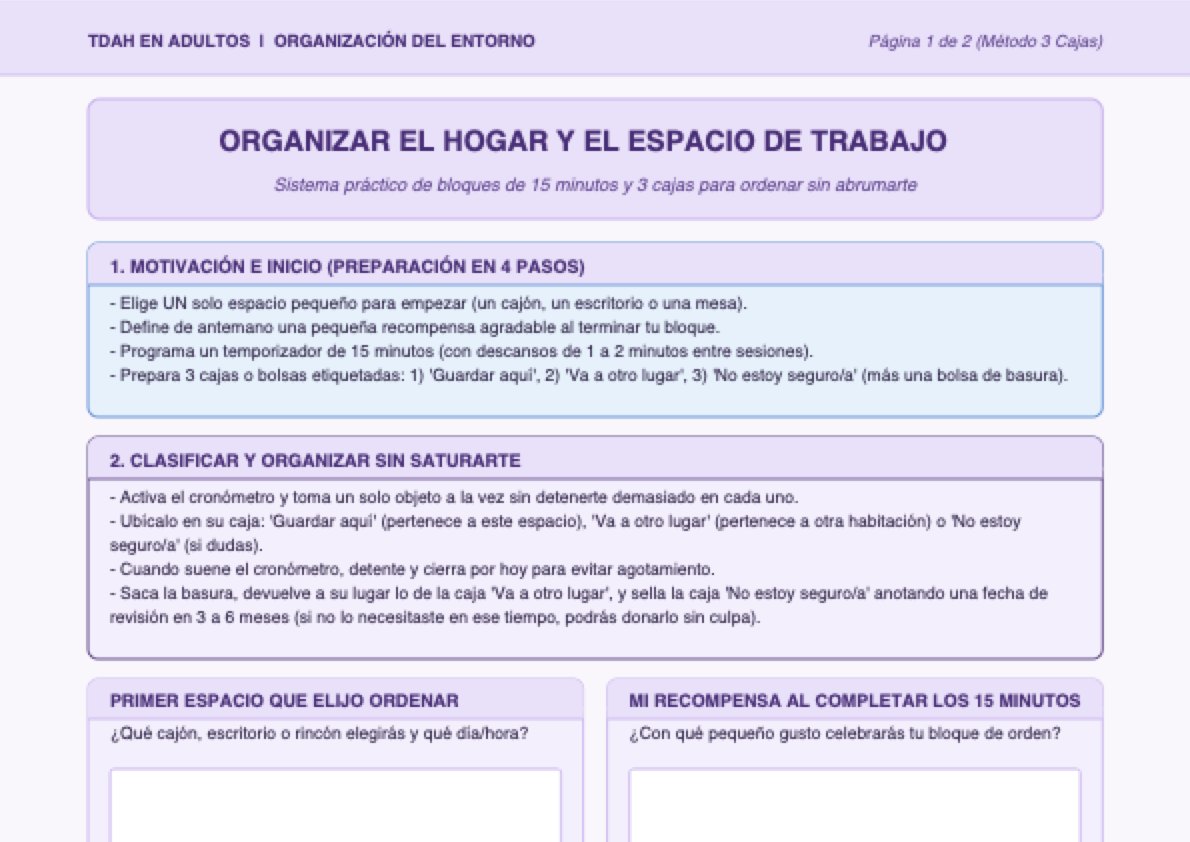 TDAH EN ADULTOS | ORGANIZACIÓN DEL ENTORNO
Página 1 de 2 (Método 3 Cajas)
ORGANIZAR EL HOGAR Y EL ESPACIO DE TRABAJO
Sistema práctico de bloques de 15 minutos y 3 cajas para ordenar sin abrumarte
1. MOTIVACIÓN E INICIO (PREPARACIÓN EN 4 PASOS)
- Elige UN solo espacio pequeño para empezar (un cajón, un escritorio o una mesa).
- Define de antemano una pequeña recompensa agradable al terminar tu bloque.
- Programa un temporizador de 15 minutos (con descansos de 1 a 2 minutos entre sesiones).
- Prepara 3 cajas o bolsas etiquetadas: 1) 'Guardar aquí', 2) 'Va a otro lugar', 3) 'No estoy seguro/a' (más una bolsa de basura).
2. CLASIFICAR Y ORGANIZAR SIN SATURARTE
- Activa el cronómetro y toma un solo objeto a la vez sin detenerte demasiado en cada uno.
- Ubícalo en su caja: 'Guardar aquí' (pertenece a este espacio), 'Va a otro lugar' (pertenece a otra habitación) o 'No estoy
seguro/a' (si dudas).
- Cuando suene el cronómetro, detente y cierra por hoy para evitar agotamiento.
- Saca la basura, devuelve a su lugar lo de la caja 'Va a otro lugar', y sella la caja 'No estoy seguro/a' anotando una fecha de
revisión en 3 a 6 meses (si no lo necesitaste en ese tiempo, podrás donarlo sin culpa).
PRIMER ESPACIO QUE ELIJO ORDENAR
¿Qué cajón, escritorio o rincón elegirás y qué día/hora?
MI RECOMPENSA AL COMPLETAR LOS 15 MINUTOS
¿Con qué pequeño gusto celebrarás tu bloque de orden?